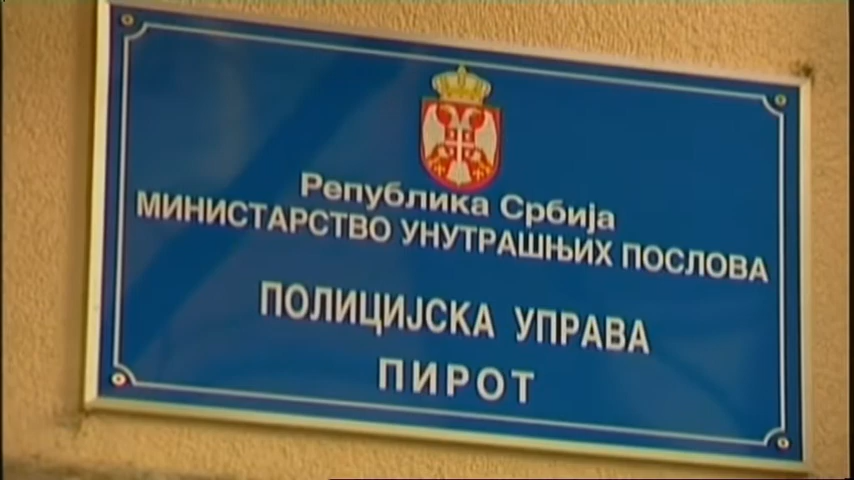 Република Србија
МИНИСТАРСТВО УНУТРАШЊИХ ПОСЛОВА
ПОЛИЦИЈСКА УПРАВА
ПИРОТ